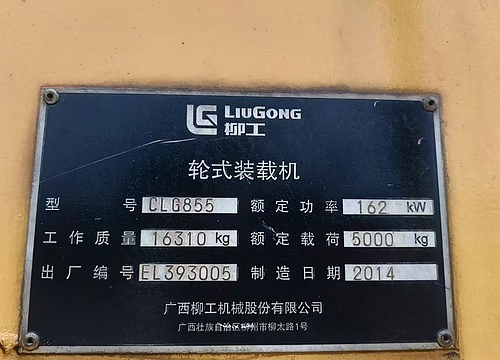 LIUGONG
柳工
轮式装载机
型号 CLG855 额定功率 162 kW
工作质量 16310 kg 额定载荷 5000 kg
出厂编号 EL393005 制造日期 2014
广西柳工机械股份有限公司
广西壮族自治区柳州市柳太路1号